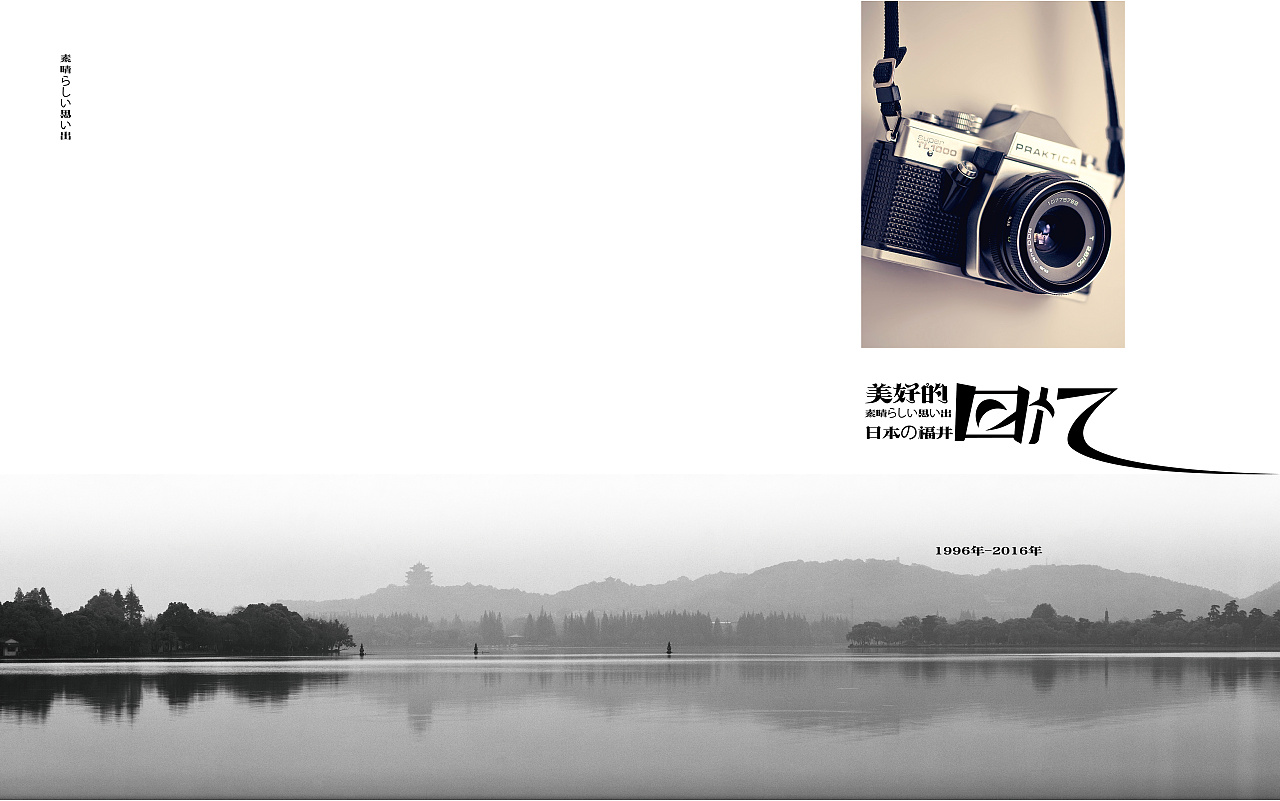 素晴らしい思い出
super
TL1000
PRAKTICA
10775788
美好的
回忆
素晴らしい思い出
日本の福井
1996年-2016年